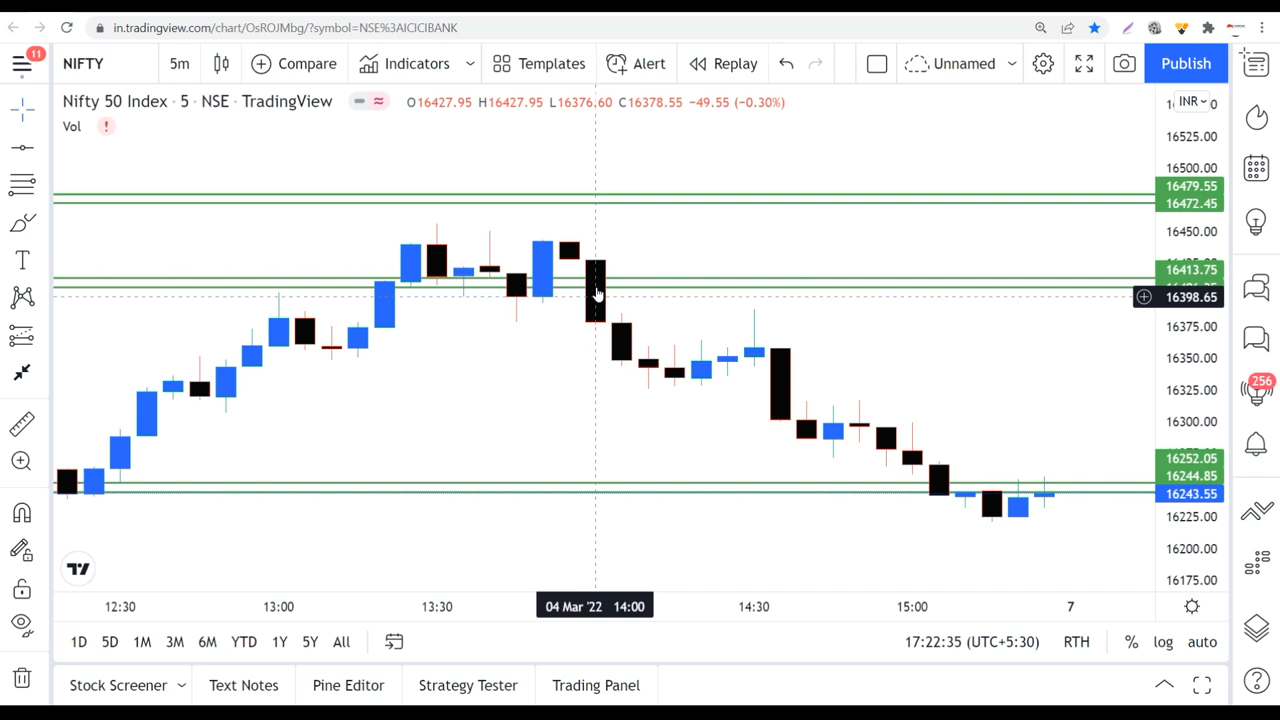 in.tradingview.com/chart/OsROJMbg/?symbol=NSE%3AICICIBANK
11
NIFTY 5m Compare Indicators Templates Alert Replay Unnamed Publish
Nifty 50 Index · 5 · NSE · TradingView O16427.95 H16427.95 L16376.60 C16378.55 −49.55 (−0.30%) INR
Vol !
16525.00
16500.00
16479.55
16472.45
16450.00
16413.75
16398.65
16375.00
16350.00
16325.00
16300.00
256
16252.05
16244.85
16243.55
16225.00
16200.00
16175.00
12:30 13:00 13:30 04 Mar '22 14:00 14:30 15:00 7
1D 5D 1M 3M 6M YTD 1Y 5Y All 17:22:35 (UTC+5:30) RTH % log auto
Stock Screener Text Notes Pine Editor Strategy Tester Trading Panel